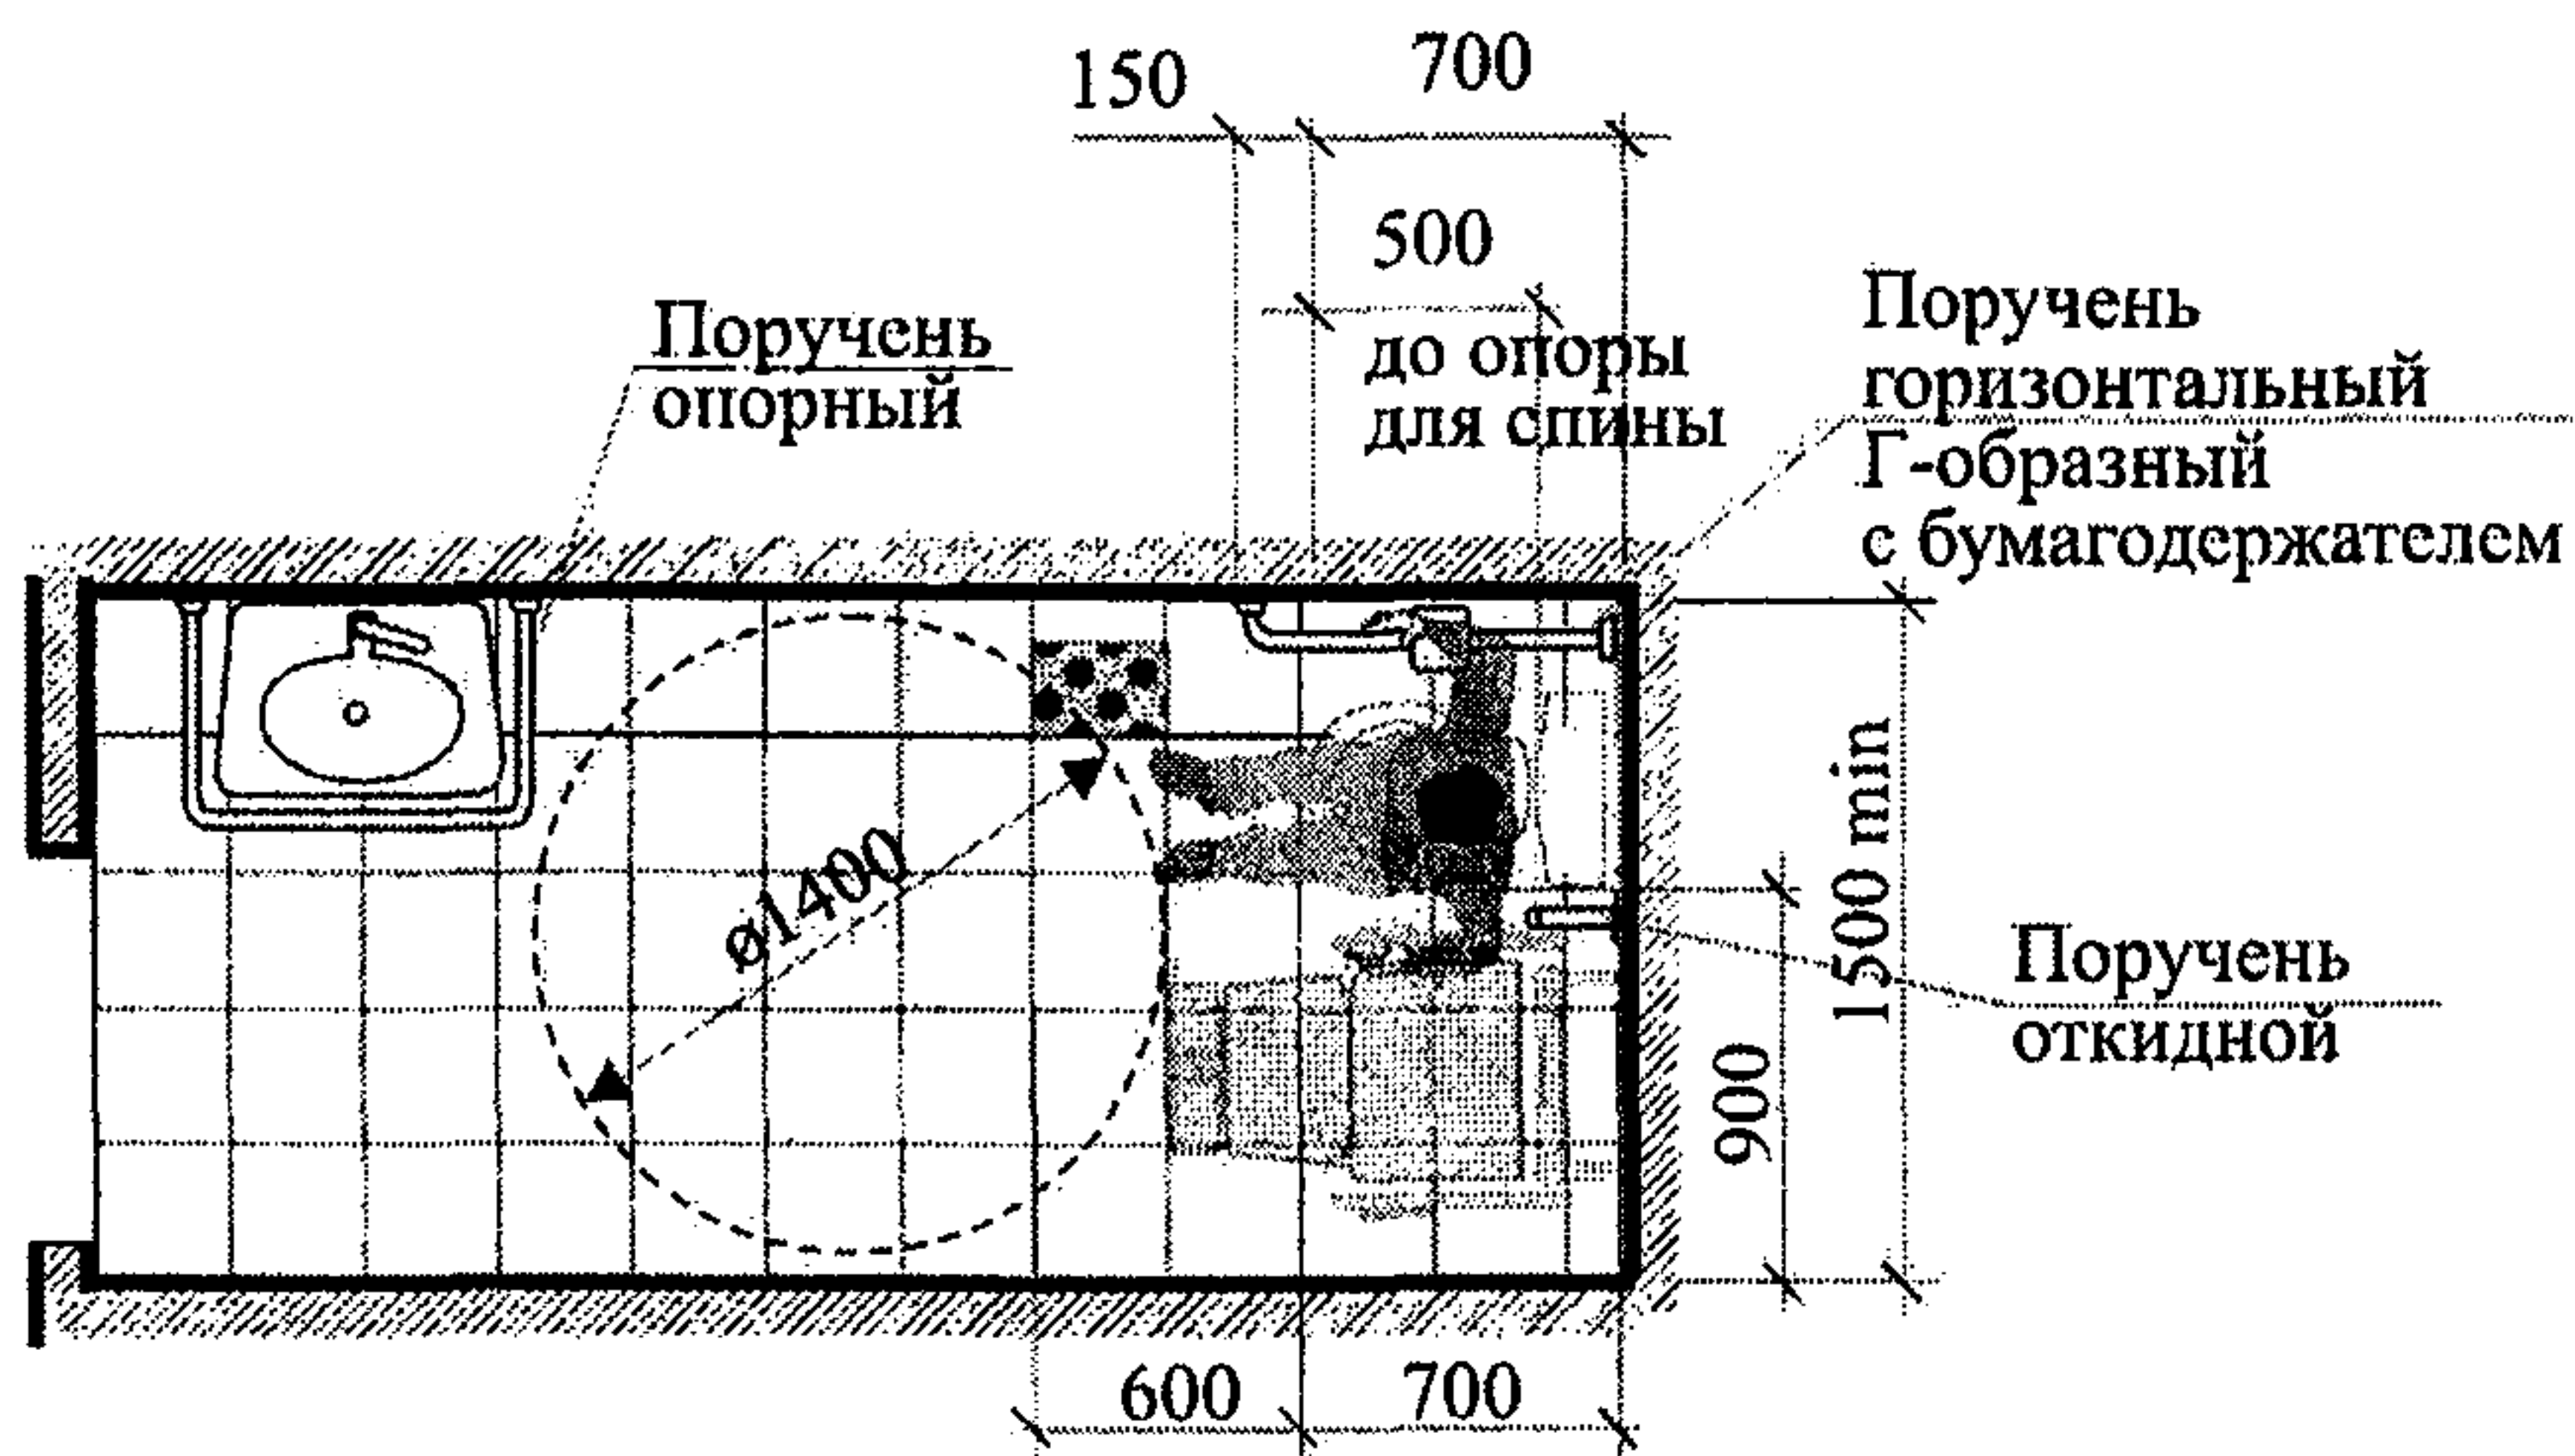 150
700
500
до опоры
для спины
Поручень
опорный
Поручень
горизонтальный
Г-образный
с бумагодержателем
ø1400
1500 min
900
Поручень
откидной
600
700